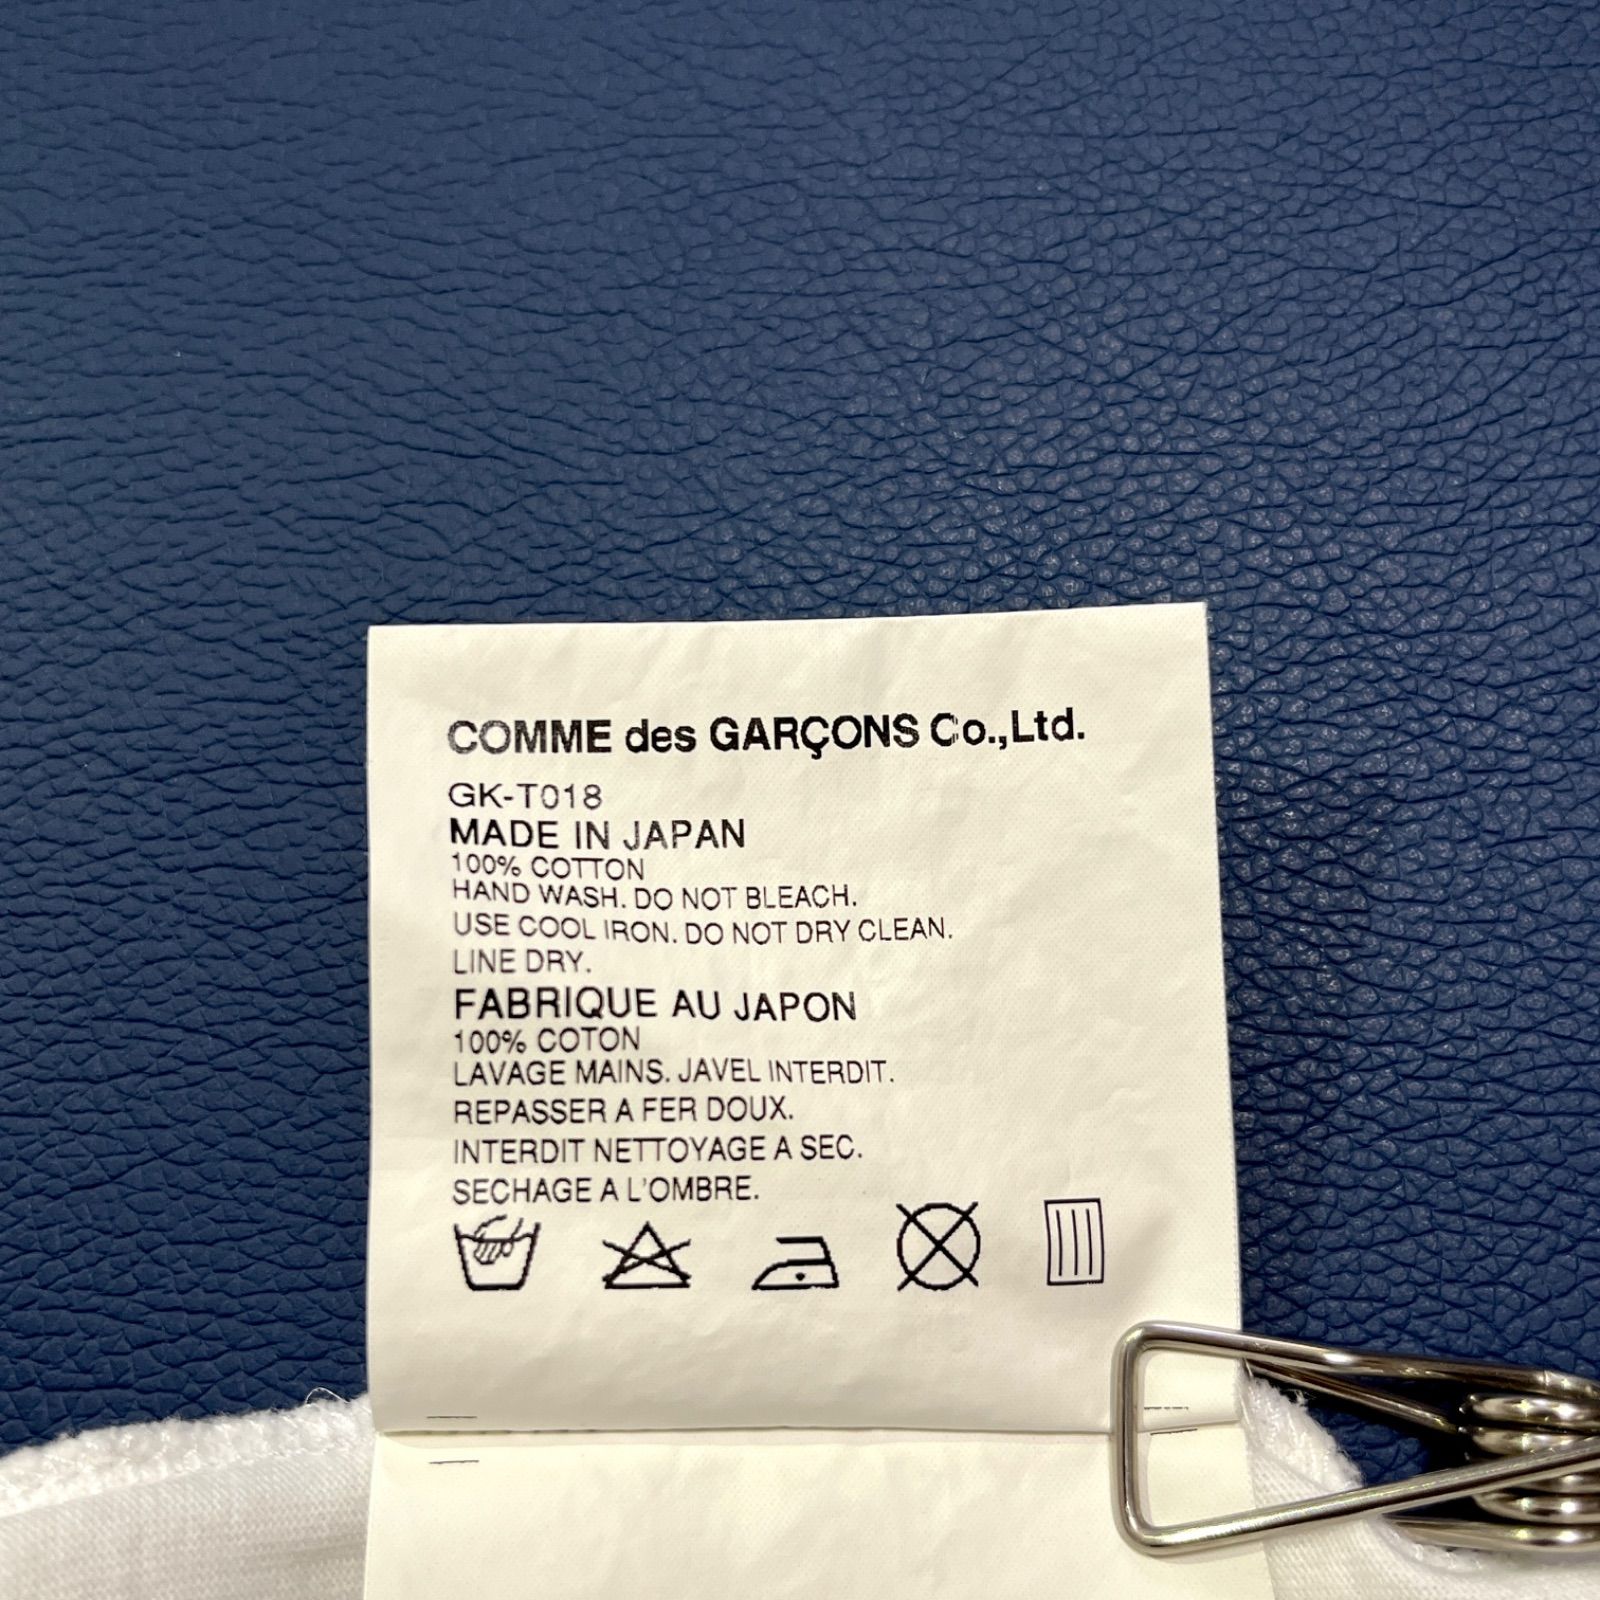 COMME des GARÇONS Co.,Ltd.
GK-T018
MADE IN JAPAN
100% COTTON
HAND WASH. DO NOT BLEACH.
USE COOL IRON. DO NOT DRY CLEAN.
LINE DRY.
FABRIQUE AU JAPON
100% COTON
LAVAGE MAINS. JAVEL INTERDIT.
REPASSER A FER DOUX.
INTERDIT NETTOYAGE A SEC.
SECHAGE A L'OMBRE.